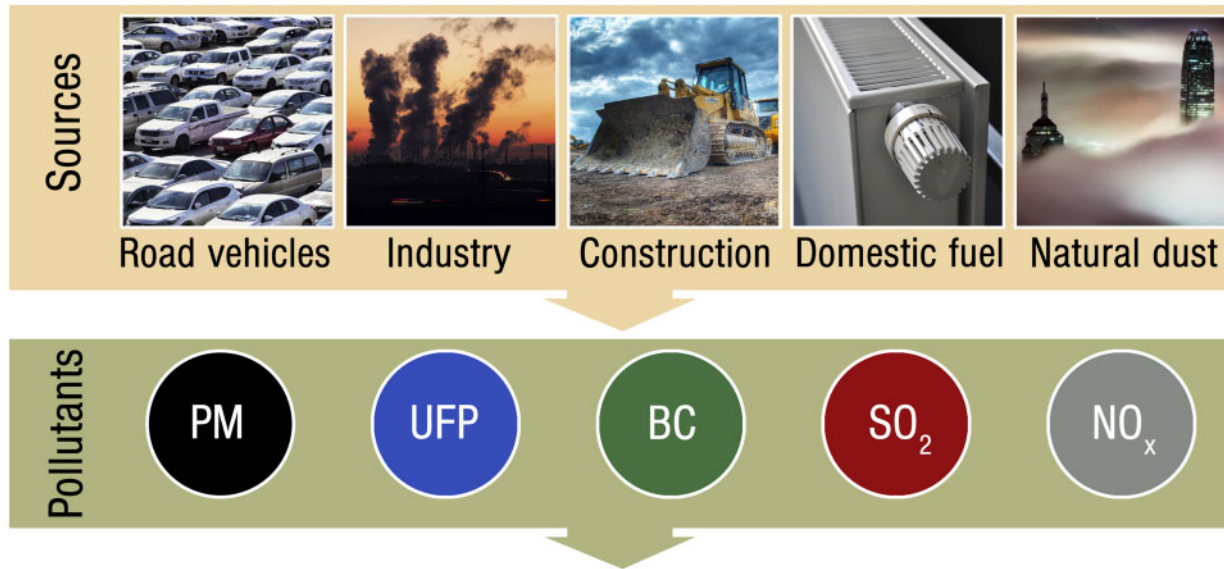 Sources
Road vehicles
Industry
Construction
Domestic fuel
Natural dust
Pollutants
PM
UFP
BC
SO₂
NOₓ